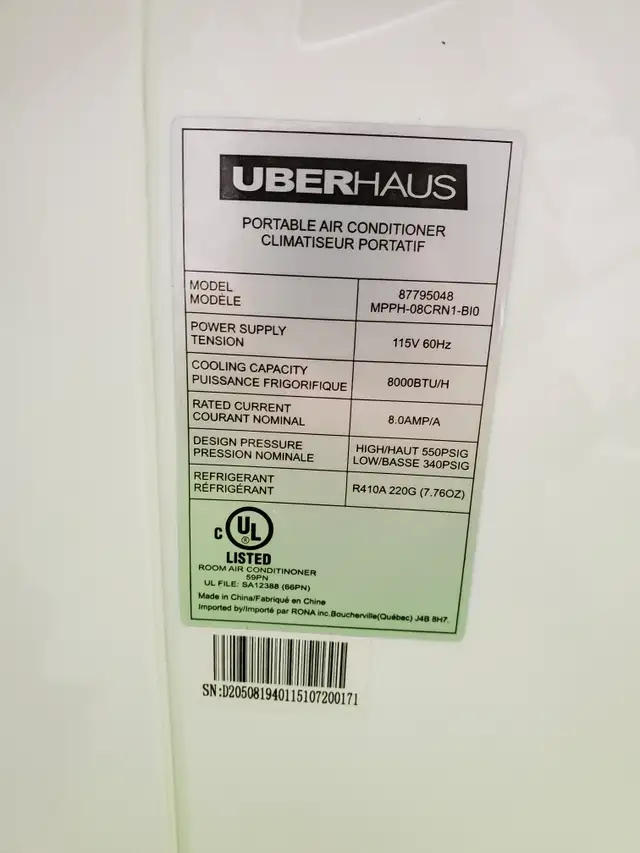 UBERHAUS
PORTABLE AIR CONDITIONER
CLIMATISEUR PORTATIF
MODEL
MODÈLE
87795048
MPPH-08CRN1-BI0
POWER SUPPLY
TENSION
115V 60Hz
COOLING CAPACITY
PUISSANCE FRIGORIFIQUE
8000BTU/H
RATED CURRENT
COURANT NOMINAL
8.0AMP/A
DESIGN PRESSURE
PRESSION NOMINALE
HIGH/HAUT 550PSIG
LOW/BASSE 340PSIG
REFRIGERANT
RÉFRIGÉRANT
R410A 220G (7.76OZ)
C UL ®
LISTED
ROOM AIR CONDITINONER
59PN
UL FILE: SA12388 (66PN)
Made in China/Fabriqué en Chine
Imported by/Importé par RONA inc.Boucherville(Québec) J4B 8H7.
SN:D205081940115107200171